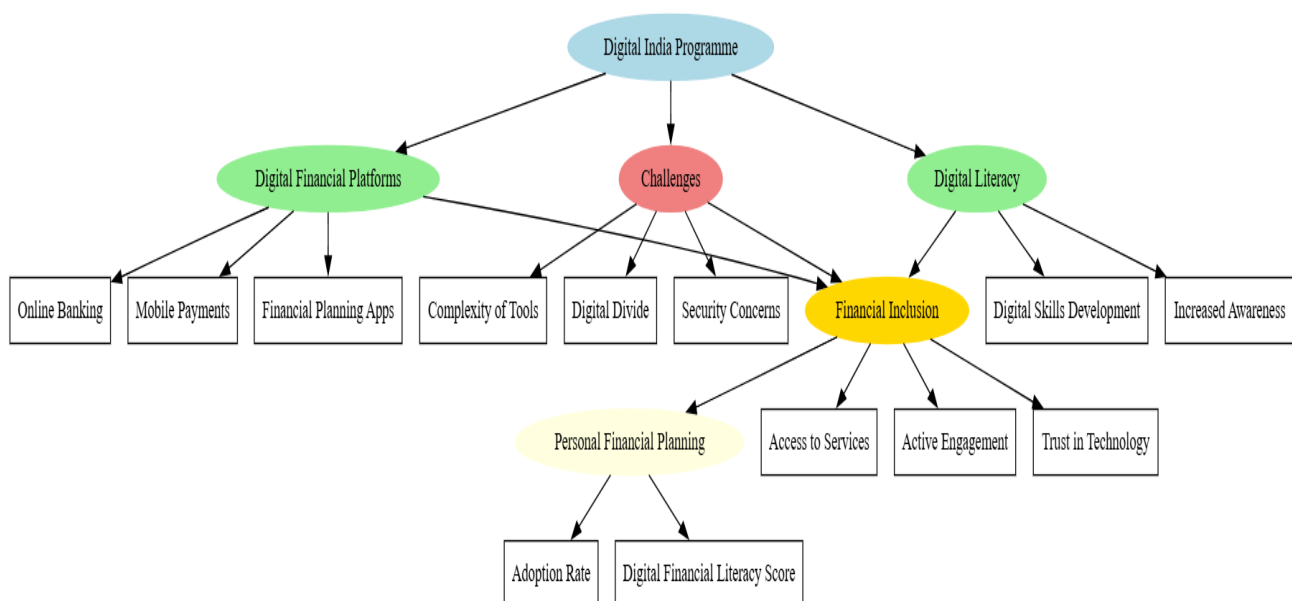 Digital India Programme
Digital Financial Platforms
Challenges
Digital Literacy
Online Banking
Mobile Payments
Financial Planning Apps
Complexity of Tools
Digital Divide
Security Concerns
Financial Inclusion
Digital Skills Development
Increased Awareness
Personal Financial Planning
Access to Services
Active Engagement
Trust in Technology
Adoption Rate
Digital Financial Literacy Score